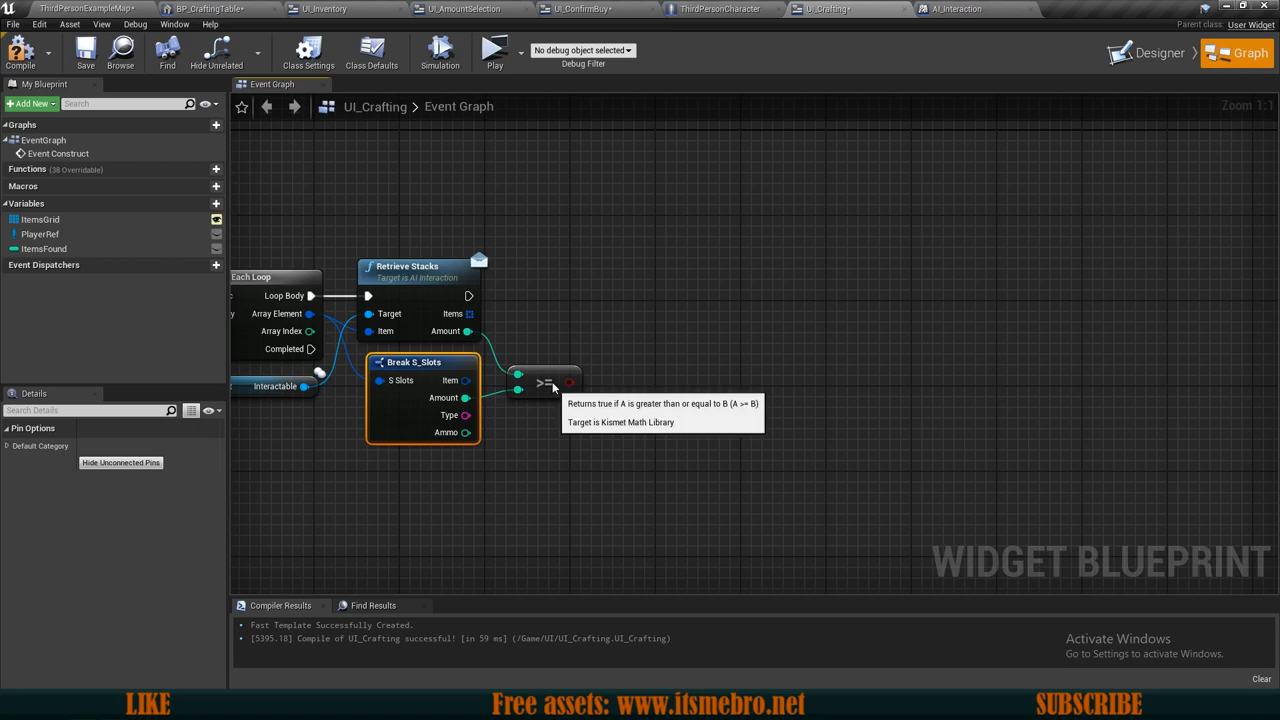 ThirdPersonExampleMap*
BP_CraftingTable*
UI_Inventory
UI_AmountSelection
UI_ConfirmBuy*
ThirdPersonCharacter
UI_Crafting*
AI_Interaction
File
Edit
Asset
View
Debug
Window
Help
Parent class: User Widget
Compile
Save
Browse
Find
Hide Unrelated
Class Settings
Class Defaults
Simulation
Play
No debug object selected
Debug Filter
Designer
Graph
My Blueprint
Event Graph
Add New
Search
UI_Crafting > Event Graph
Zoom 1:1
Graphs
EventGraph
Event Construct
Functions (38 Overridable)
Macros
Variables
ItemsGrid
PlayerRef
ItemsFound
Event Dispatchers
Each Loop
Loop Body
Array Element
Array Index
Completed
Interactable
Retrieve Stacks
Target is AI Interaction
Target
Items
Item
Amount
Break S_Slots
S Slots
Item
Amount
Type
Ammo
>=
Returns true if A is greater than or equal to B (A >= B)
Target is Kismet Math Library
Details
Search Details
Pin Options
Default Category
Hide Unconnected Pins
WIDGET BLUEPRINT
Compiler Results
Find Results
Fast Template Successfully Created.
[5395.18] Compile of UI_Crafting successful! [in 59 ms] (/Game/UI/UI_Crafting.UI_Crafting)
Activate Windows
Go to Settings to activate Windows.
Clear
LIKE
Free assets: www.itsmebro.net
SUBSCRIBE